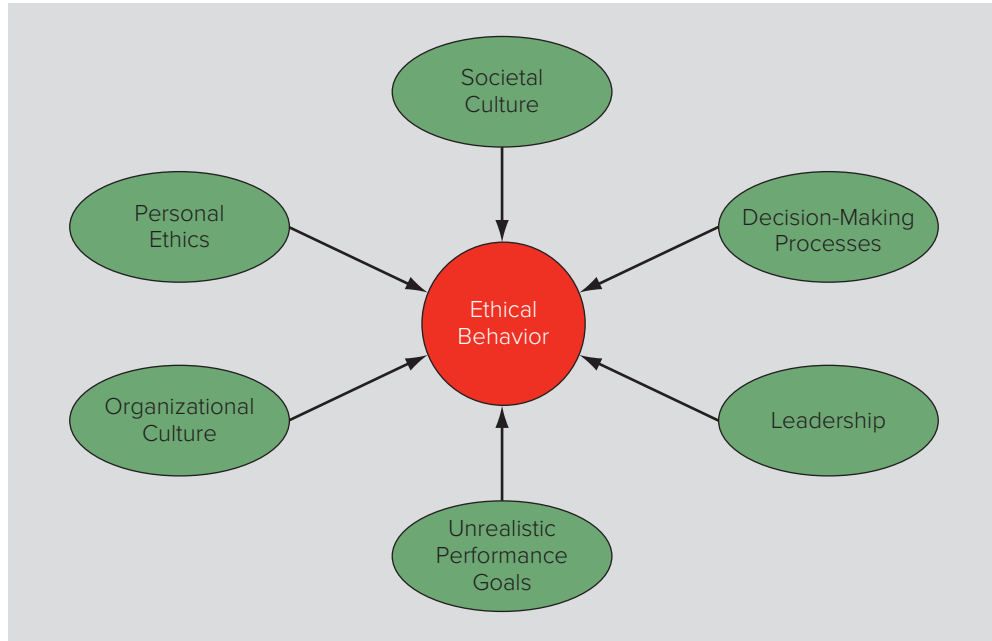 Societal
Culture
Personal
Ethics
Decision-Making
Processes
Ethical
Behavior
Organizational
Culture
Leadership
Unrealistic
Performance
Goals